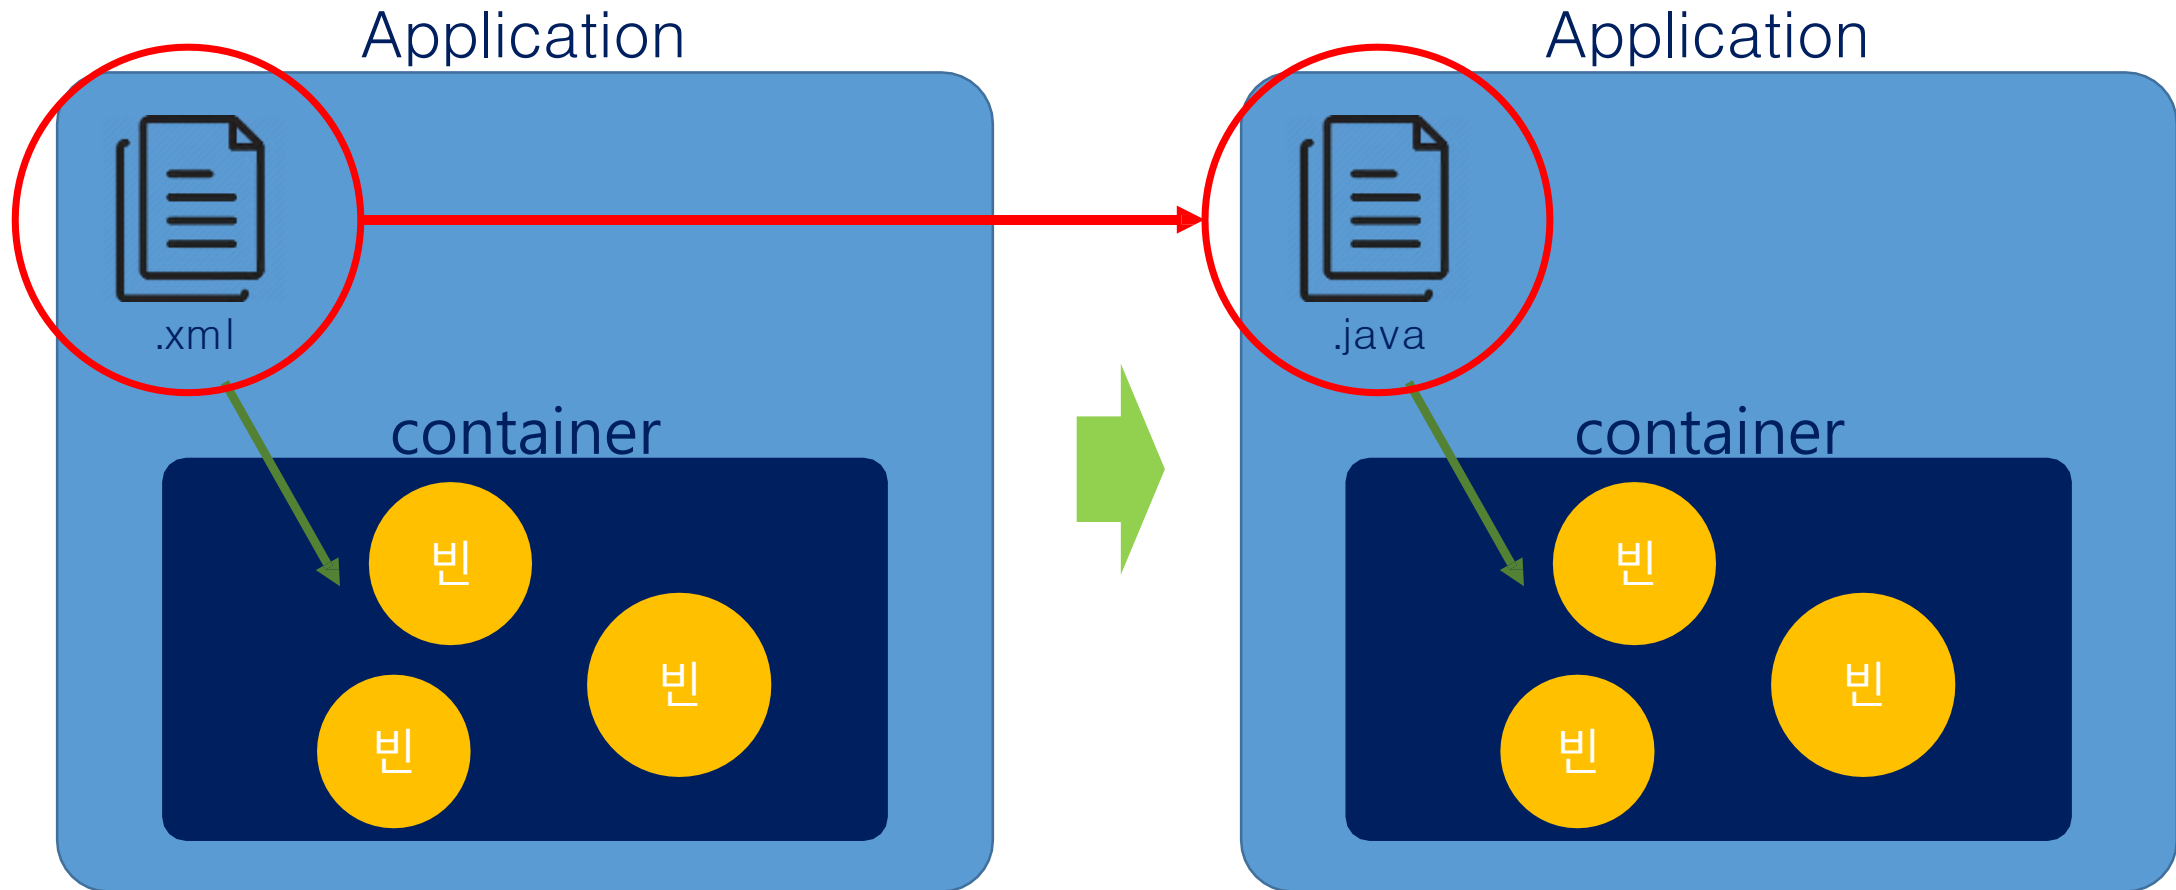 Application
.xml
container
빈
빈
빈
Application
.java
container
빈
빈
빈